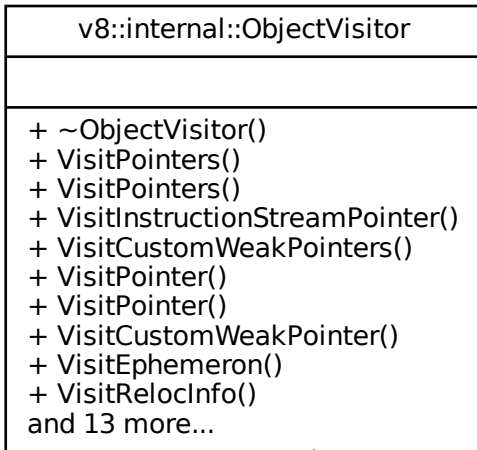 v8::internal::ObjectVisitor
+ ~ObjectVisitor()
+ VisitPointers()
+ VisitPointers()
+ VisitInstructionStreamPointer()
+ VisitCustomWeakPointers()
+ VisitPointer()
+ VisitPointer()
+ VisitCustomWeakPointer()
+ VisitEphemeron()
+ VisitRelocInfo()
and 13 more...